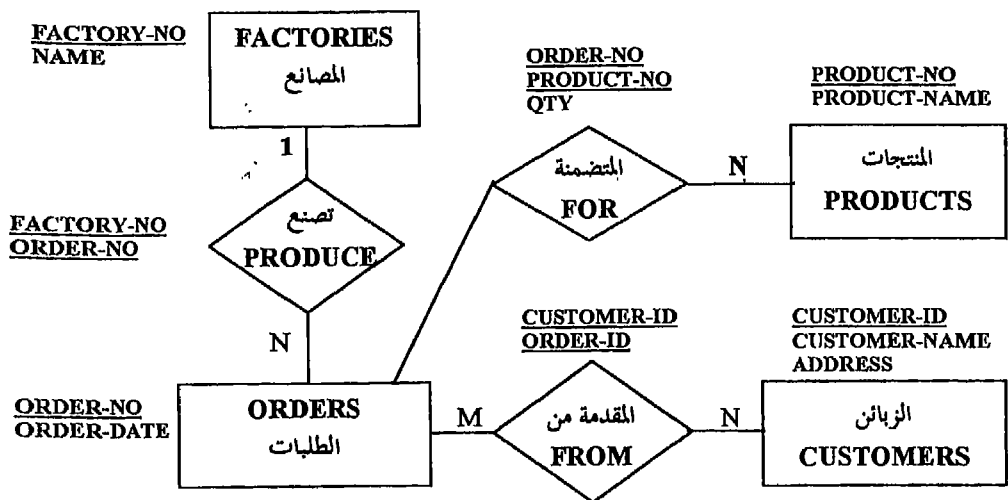 FACTORY-NO
NAME
FACTORIES
المصانع
1
FACTORY-NO
ORDER-NO
تصنع
PRODUCE
N
ORDER-NO
ORDER-DATE
ORDERS
الطلبات
ORDER-NO
PRODUCT-NO
QTY
المتضمنة
FOR
N
PRODUCT-NO
PRODUCT-NAME
المنتجات
PRODUCTS
M
CUSTOMER-ID
ORDER-ID
المقدمة من
FROM
N
CUSTOMER-ID
CUSTOMER-NAME
ADDRESS
الزبائن
CUSTOMERS